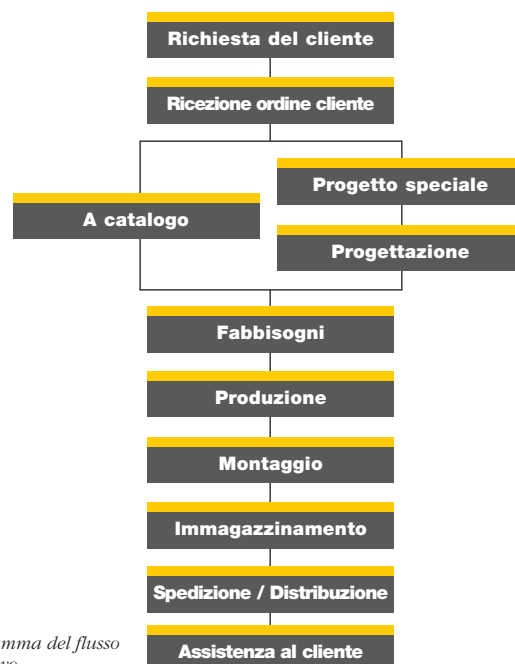 Richiesta del cliente
Ricezione ordine cliente
Progetto speciale
A catalogo
Progettazione
Fabbisogni
Produzione
Montaggio
Immagazzinamento
Spedizione / Distribuzione
Assistenza al cliente
mma del flusso